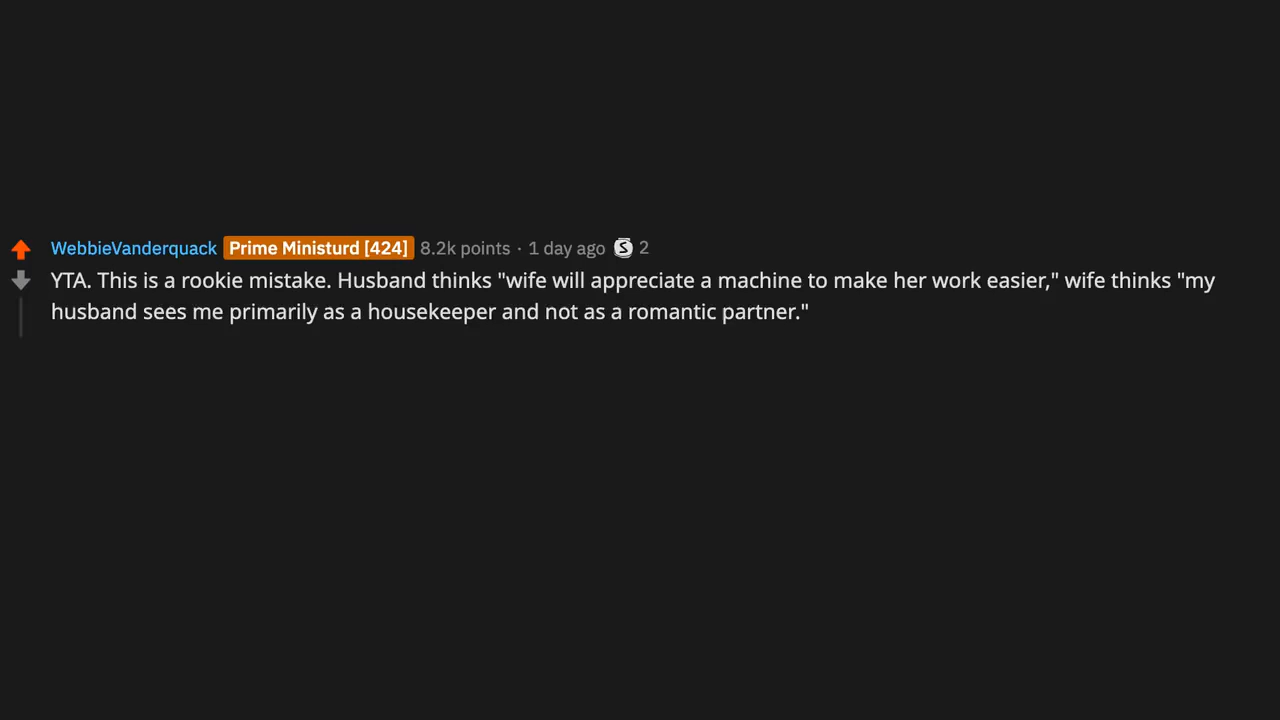 WebbieVanderquack Prime Ministurd [424] 8.2k points · 1 day ago S 2
YTA. This is a rookie mistake. Husband thinks "wife will appreciate a machine to make her work easier," wife thinks "my
husband sees me primarily as a housekeeper and not as a romantic partner."